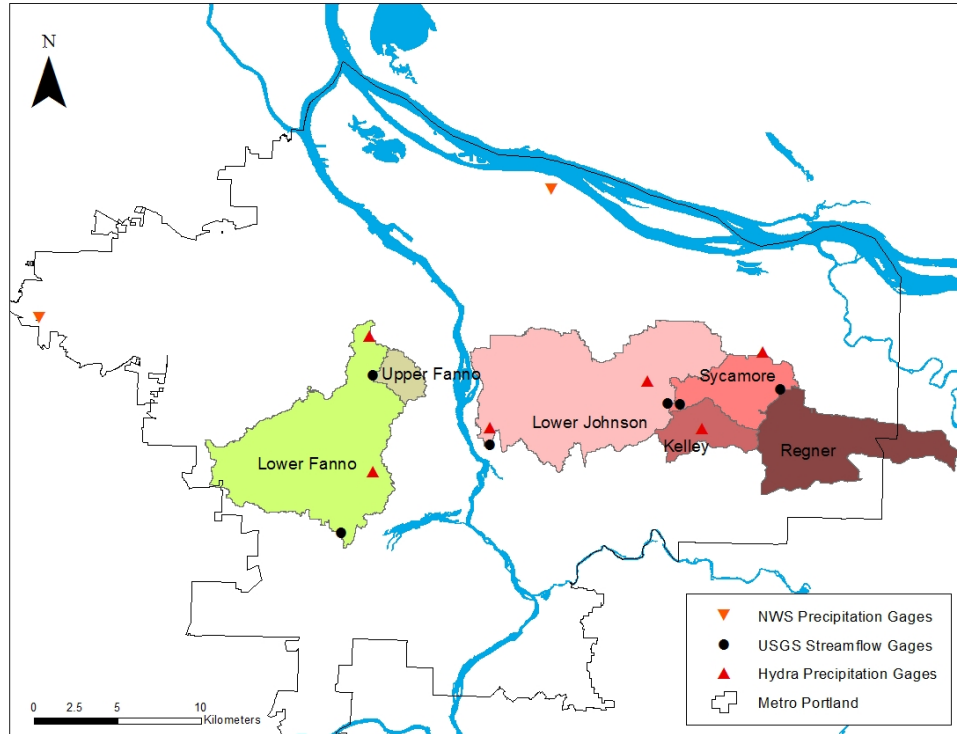 N
Upper Fanno
Sycamore
Lower Johnson
Kelley
Regner
Lower Fanno
NWS Precipitation Gages
USGS Streamflow Gages
Hydra Precipitation Gages
Metro Portland
0 2.5 5 10
Kilometers